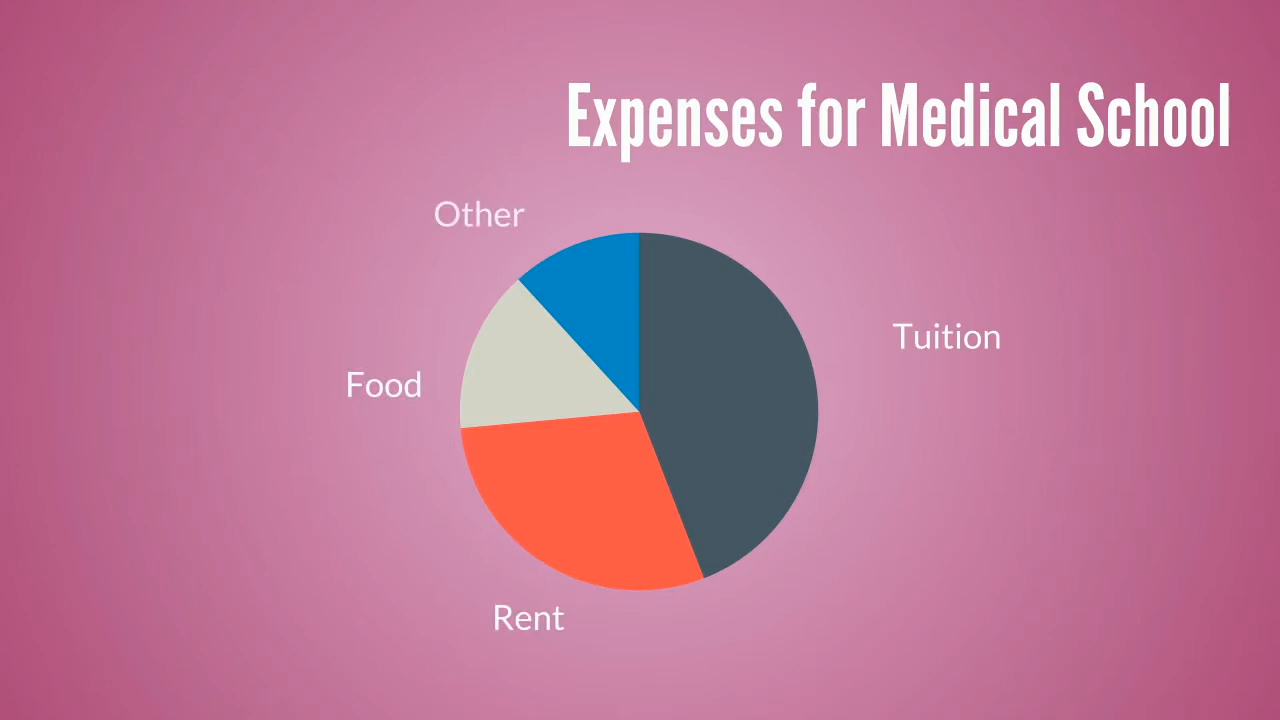 Expenses for Medical School
Other
Tuition
Food
Rent